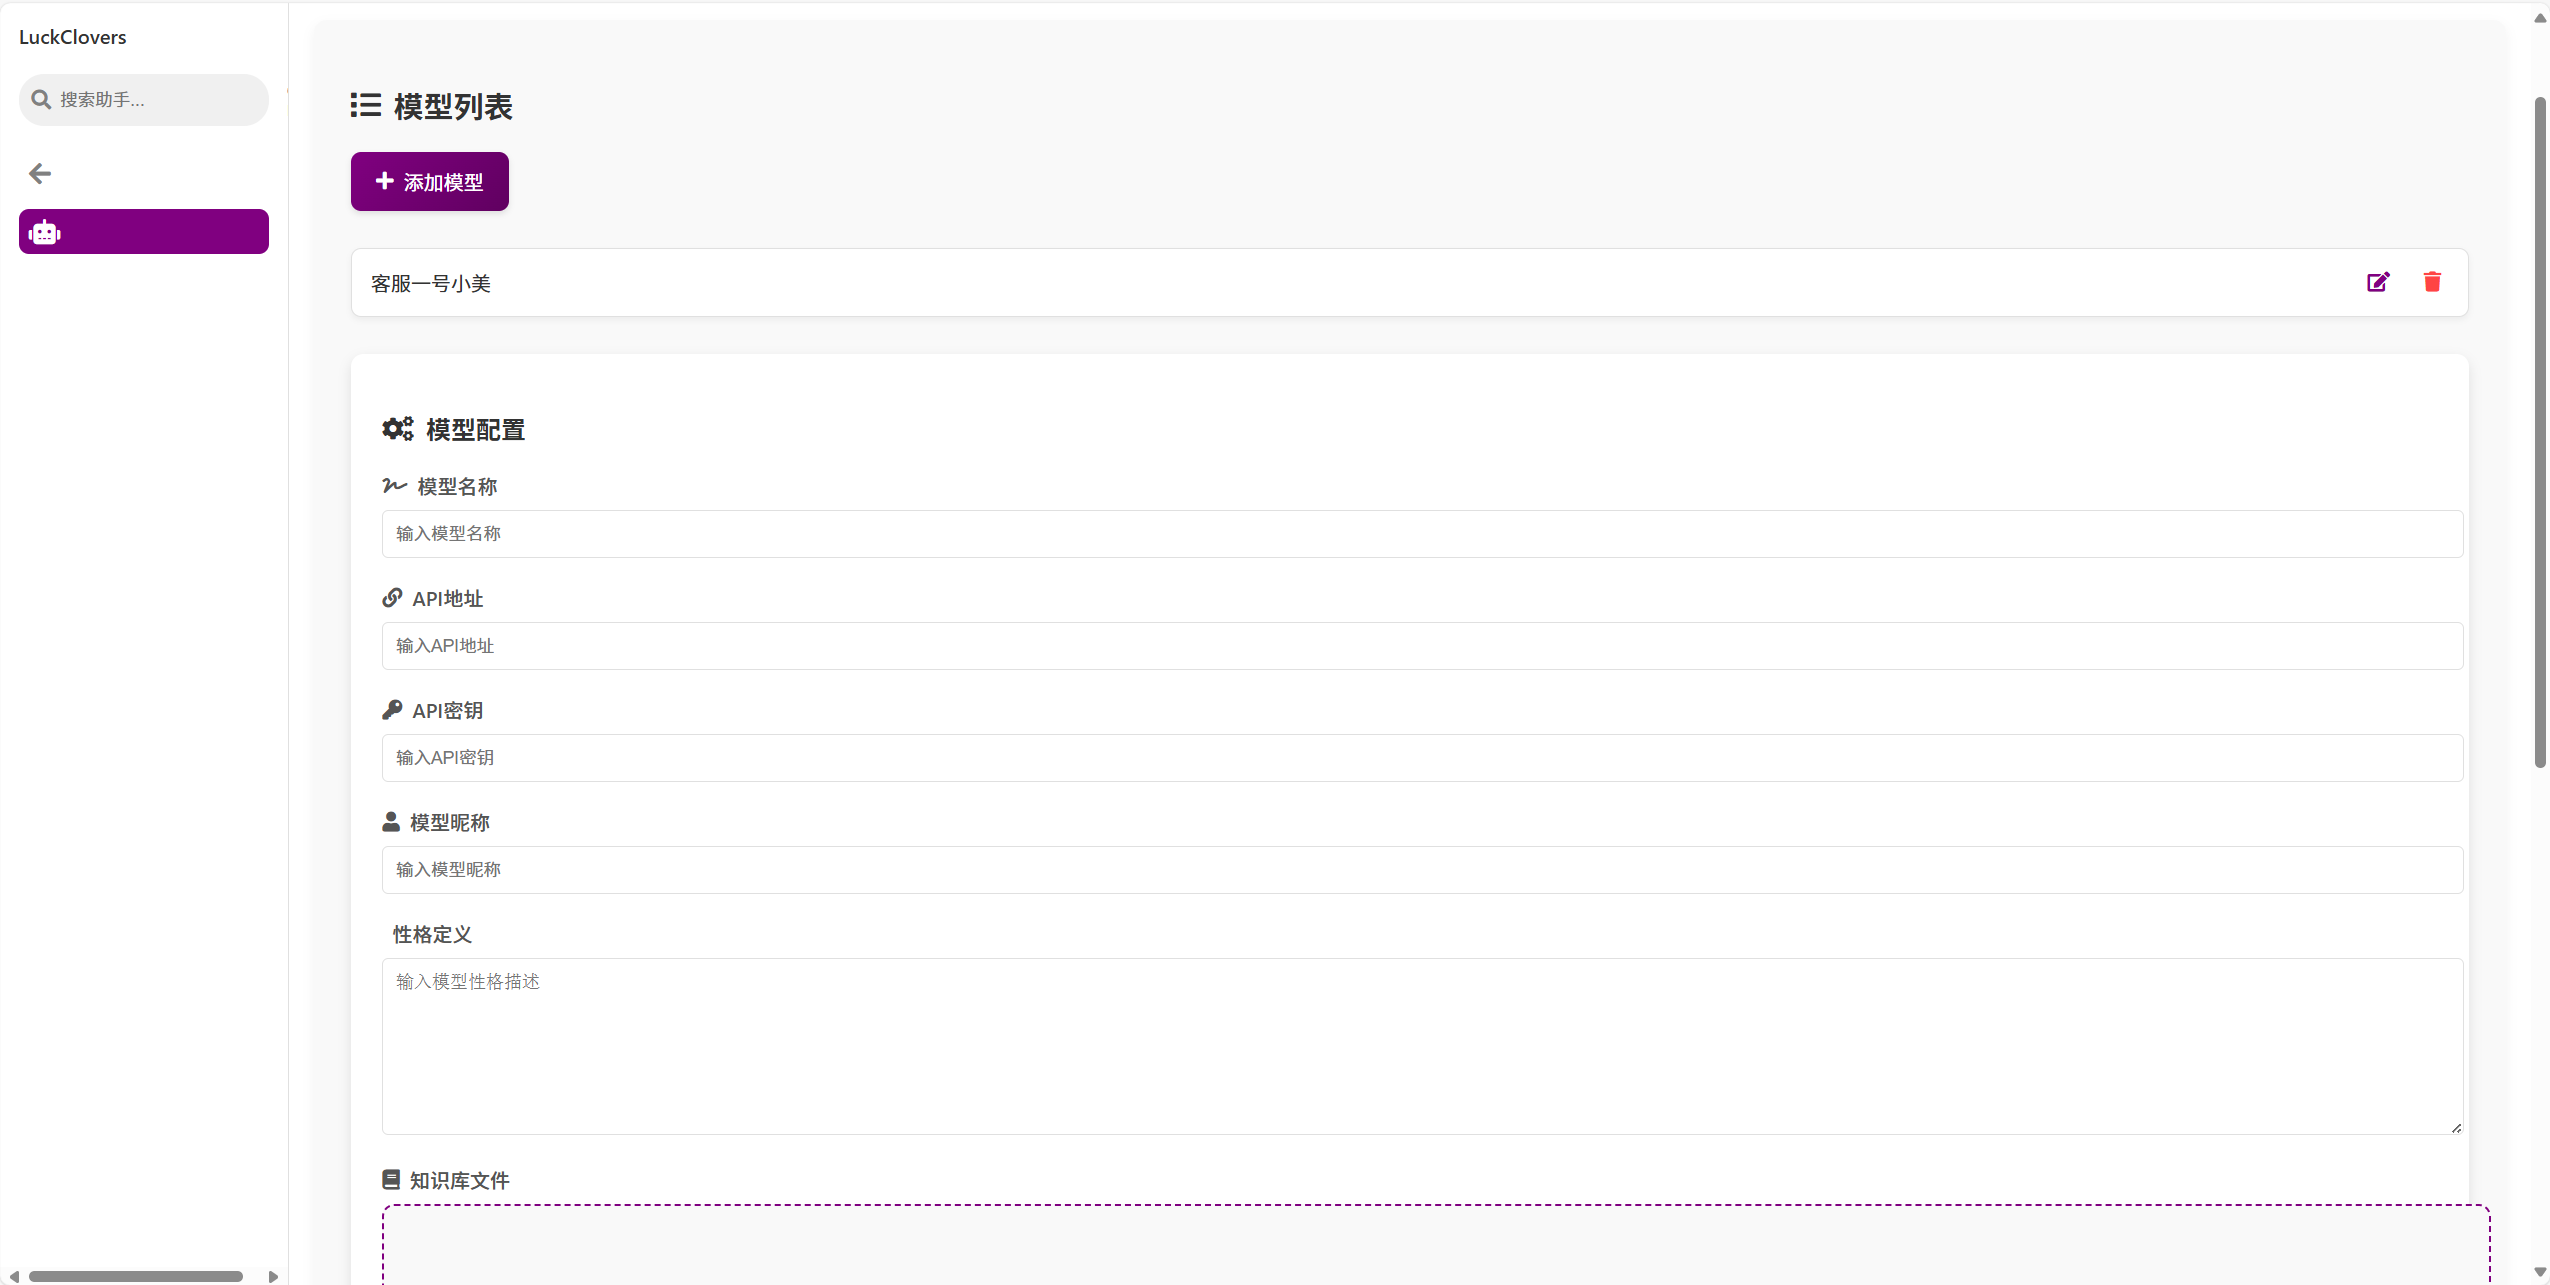 LuckClovers
搜索助手...
模型列表
添加模型
客服一号小美
模型配置
模型名称
输入模型名称
API地址
输入API地址
API密钥
输入API密钥
模型昵称
输入模型昵称
性格定义
输入模型性格描述
知识库文件